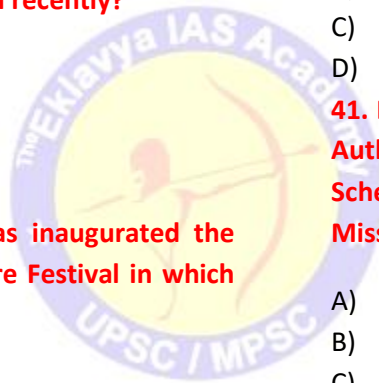 recently?
as inaugurated the
re Festival in which
C)
D)
41.
Auth
Sche
Miss
A)
B)
C)
The Eklavya IAS Academy
UPSC / MPSC